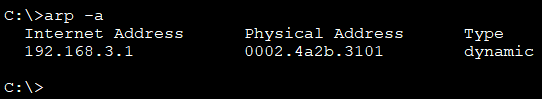 C:\>arp -a
Internet Address Physical Address Type
192.168.3.1 0002.4a2b.3101 dynamic
C:\>